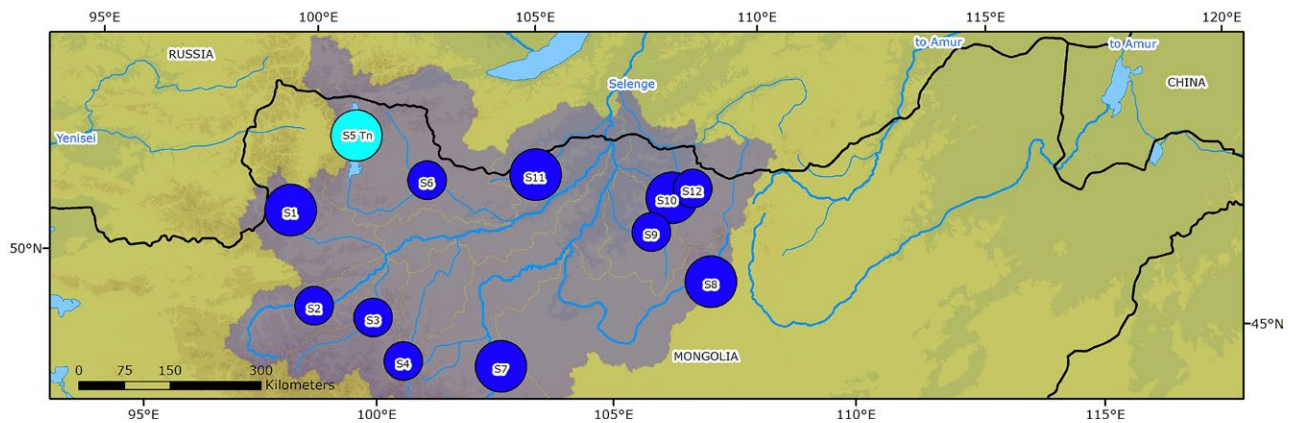 95°E 100°E 105°E 110°E 115°E 120°E
RUSSIA
to Amur
to Amur
CHINA
Selenge
Yenisei
S5 Tn
S11
S6
S12
S10
S1
S9
50°N
S8
S2
S3
45°N
S4
S7
MONGOLIA
0 75 150 300
Kilometers
95°E 100°E 105°E 110°E 115°E